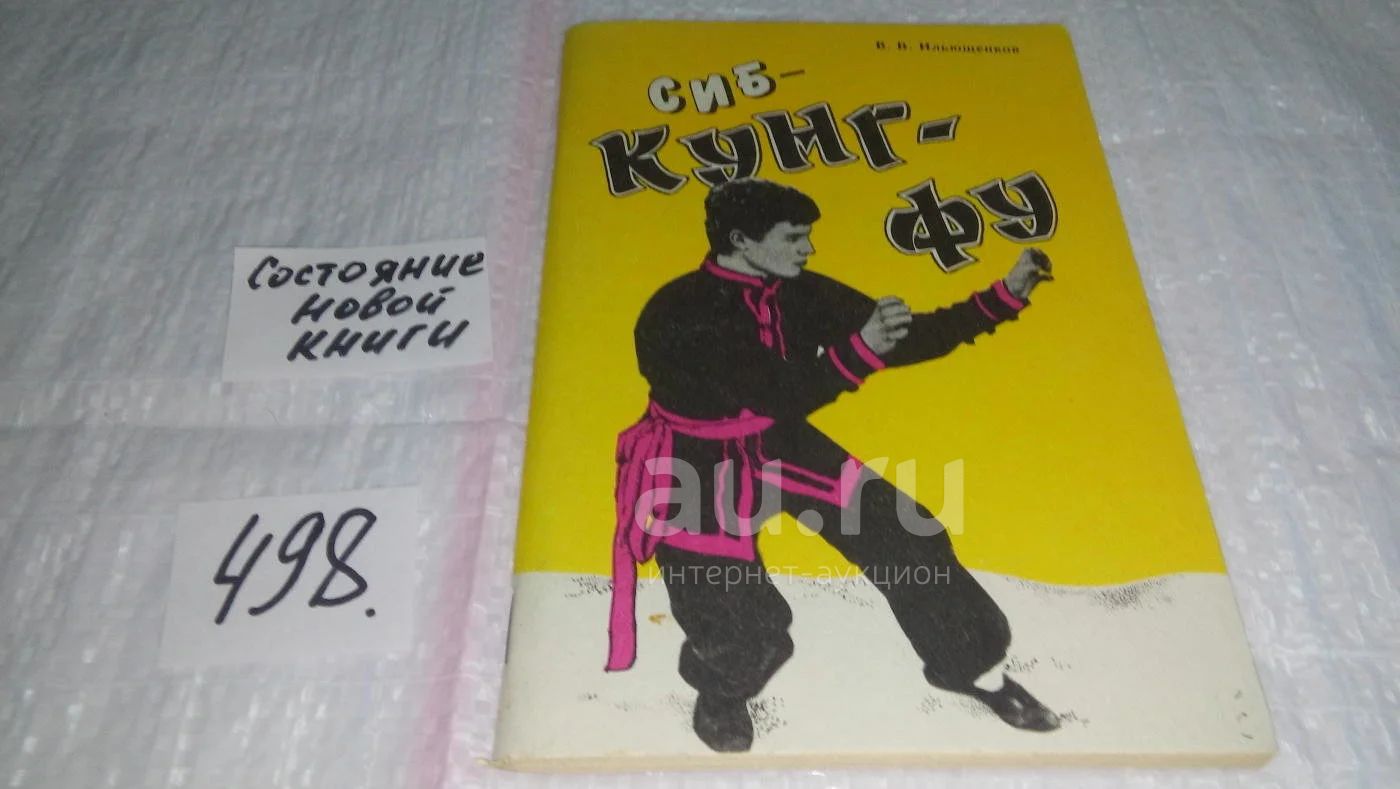 В. В. Ильющенков
СИБ-
КУНГ-
ФУ
Состояние
новой
книги
498.
au.ru
интернет-аукцион